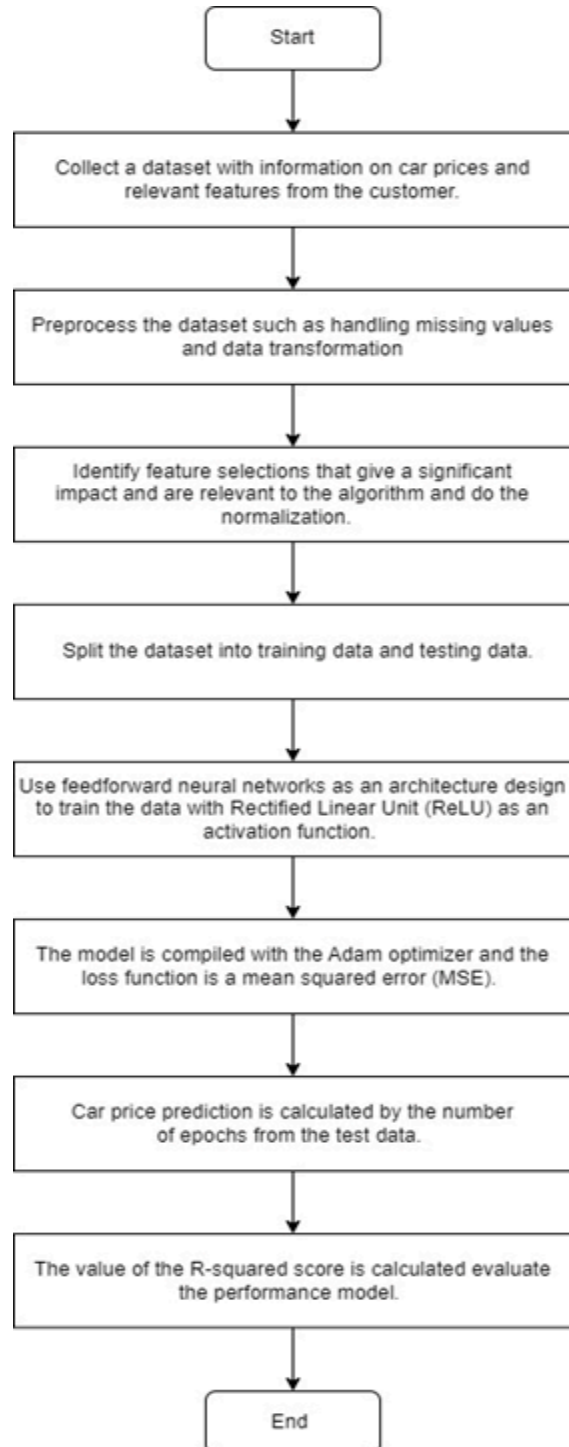 Start
Collect a dataset with information on car prices and
relevant features from the customer.
Preprocess the dataset such as handling missing values
and data transformation
Identify feature selections that give a significant
impact and are relevant to the algorithm and do the
normalization.
Split the dataset into training data and testing data.
Use feedforward neural networks as an architecture design
to train the data with Rectified Linear Unit (ReLU) as an
activation function.
The model is compiled with the Adam optimizer and the
loss function is a mean squared error (MSE).
Car price prediction is calculated by the number
of epochs from the test data.
The value of the R-squared score is calculated evaluate
the performance model.
End